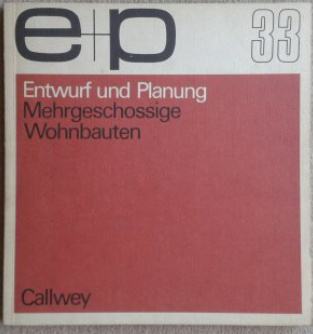 e+p 33
Entwurf und Planung
Mehrgeschossige
Wohnbauten
Callwey